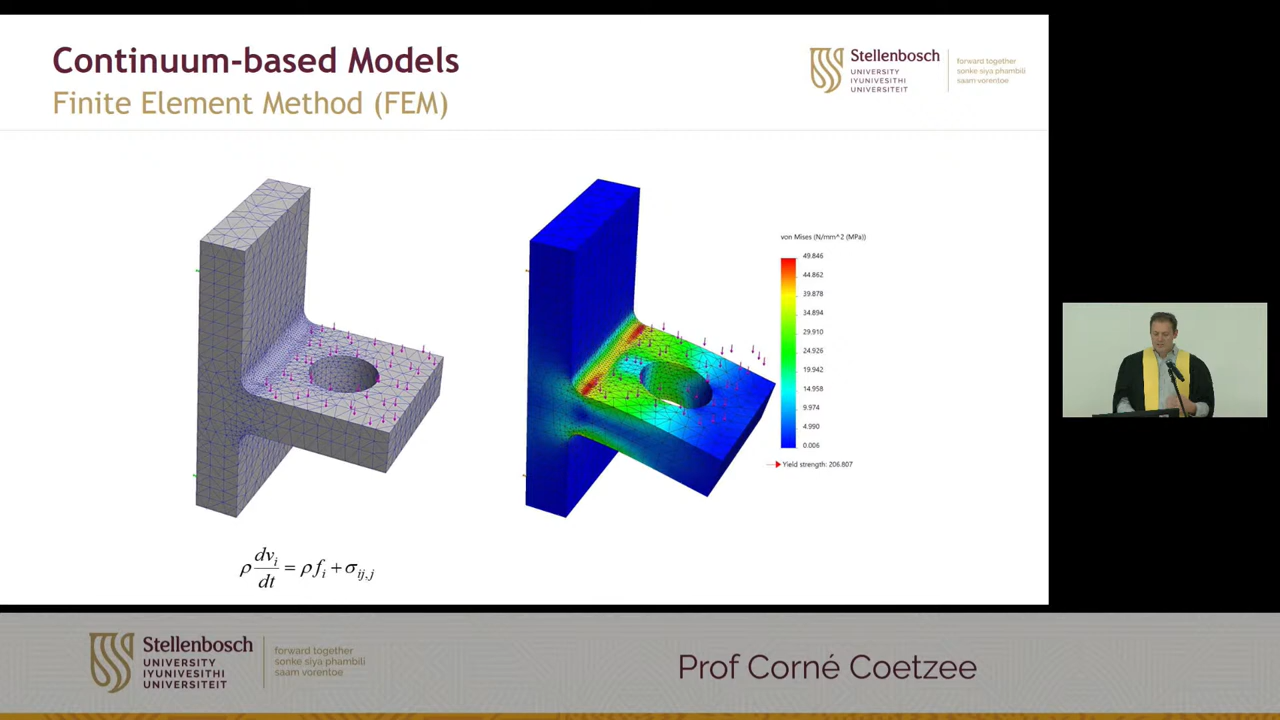 Continuum-based Models
Finite Element Method (FEM)
Stellenbosch
UNIVERSITY
IYUNIVESITHI
UNIVERSITEIT
forward together
sonke siya phambili
saam vorentoe
von Mises (N/mm^2 (MPa))
49.846
44.862
39.878
34.894
29.910
24.926
19.942
14.958
9.974
4.990
0.006
Yield strength: 206.807
ρ dvᵢ/dt = ρ fᵢ + σᵢⱼ,ⱼ
Stellenbosch
UNIVERSITY
IYUNIVESITHI
UNIVERSITEIT
forward together
sonke siya phambili
saam vorentoe
Prof Corné Coetzee